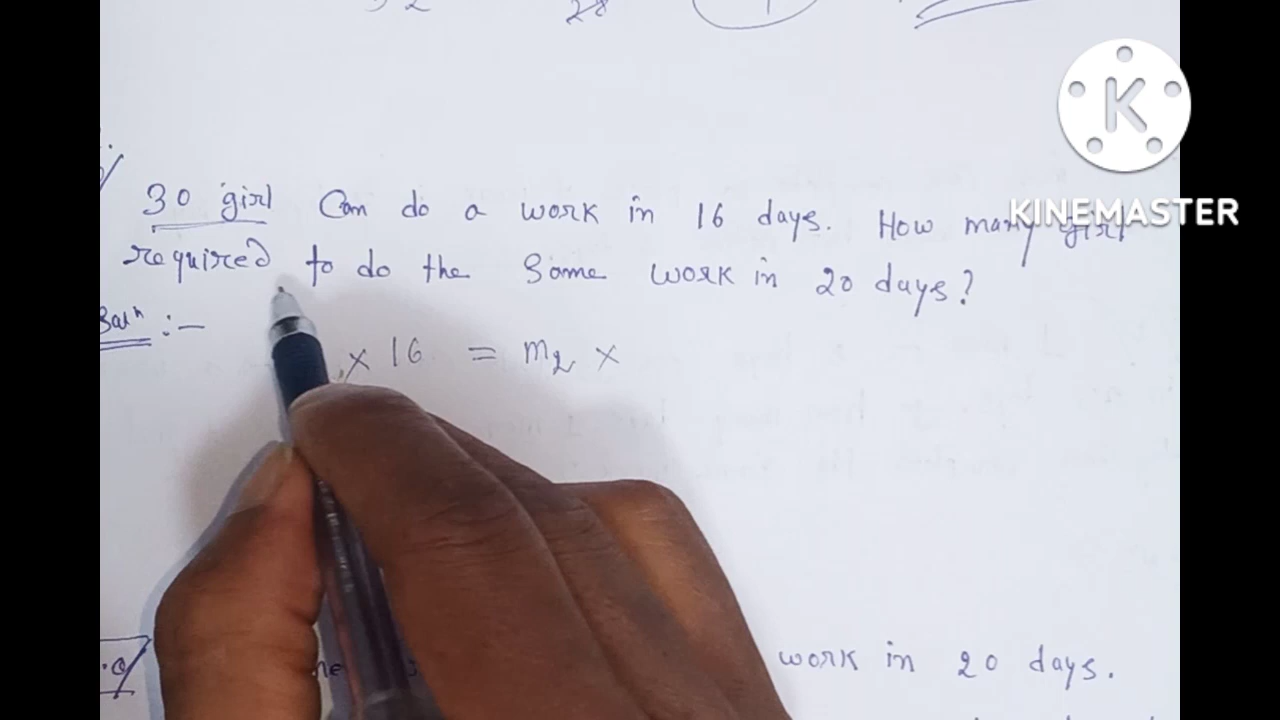 30 girl Can do a work in 16 days. How many girl
required to do the Same work in 20 days?
Sol^n :-
x 16 = m2 x
work in 20 days.
K
KINEMASTER